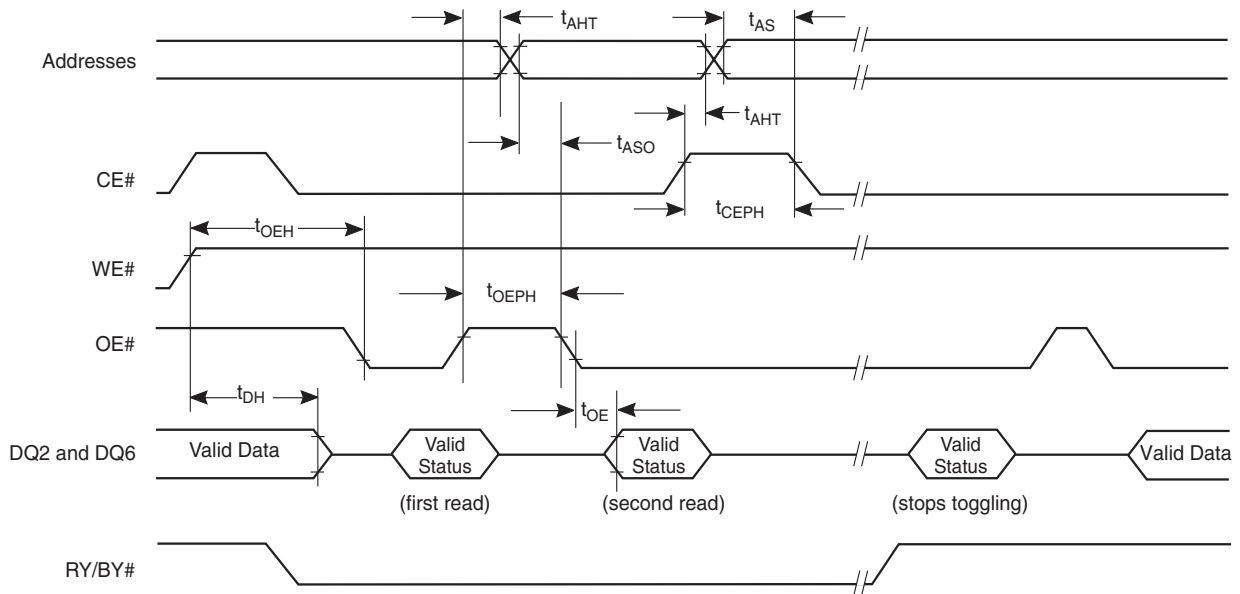 tAHT
tAS
Addresses
tAHT
tASO
CE#
tCEPH
tOEH
WE#
tOEPH
OE#
tDH
tOE
DQ2 and DQ6
Valid Data
Valid
Status
Valid
Status
Valid
Status
Valid Data
(first read)
(second read)
(stops toggling)
RY/BY#